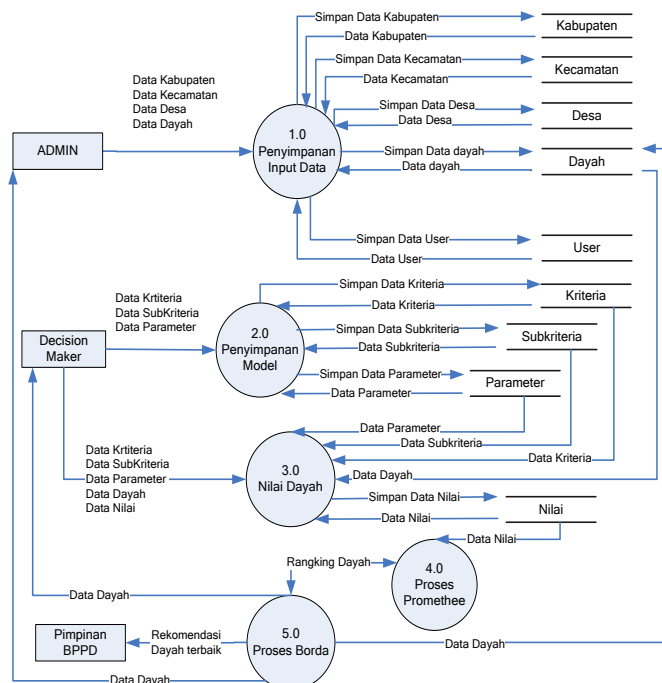 Simpan Data Kabupaten
Kabupaten
Data Kabupaten
Simpan Data Kecamatan
Kecamatan
Data Kecamatan
Data Kabupaten
Data Kecamatan
Data Desa
Data Dayah
Simpan Data Desa
Desa
Data Desa
ADMIN
1.0
Penyimpanan
Input Data
Simpan Data dayah
Dayah
Data dayah
Simpan Data User
User
Data User
Simpan Data Kriteria
Kriteria
Data Kriteria
Data Krtiteria
Data SubKriteria
Data Parameter
Decision
Maker
2.0
Penyimpanan
Model
Simpan Data Subkriteria
Subkriteria
Data Subkriteria
Simpan Data Parameter
Parameter
Data Parameter
Data Parameter
Data Subkriteria
Data Kriteria
Data Krtiteria
Data SubKriteria
Data Parameter
Data Dayah
Data Nilai
3.0
Nilai Dayah
Data Dayah
Simpan Data Nilai
Nilai
Data Nilai
Data Nilai
Rangking Dayah
4.0
Proses
Promethee
Data Dayah
Pimpinan
BPPD
Rekomendasi
Dayah terbaik
5.0
Proses Borda
Data Dayah
Data Dayah